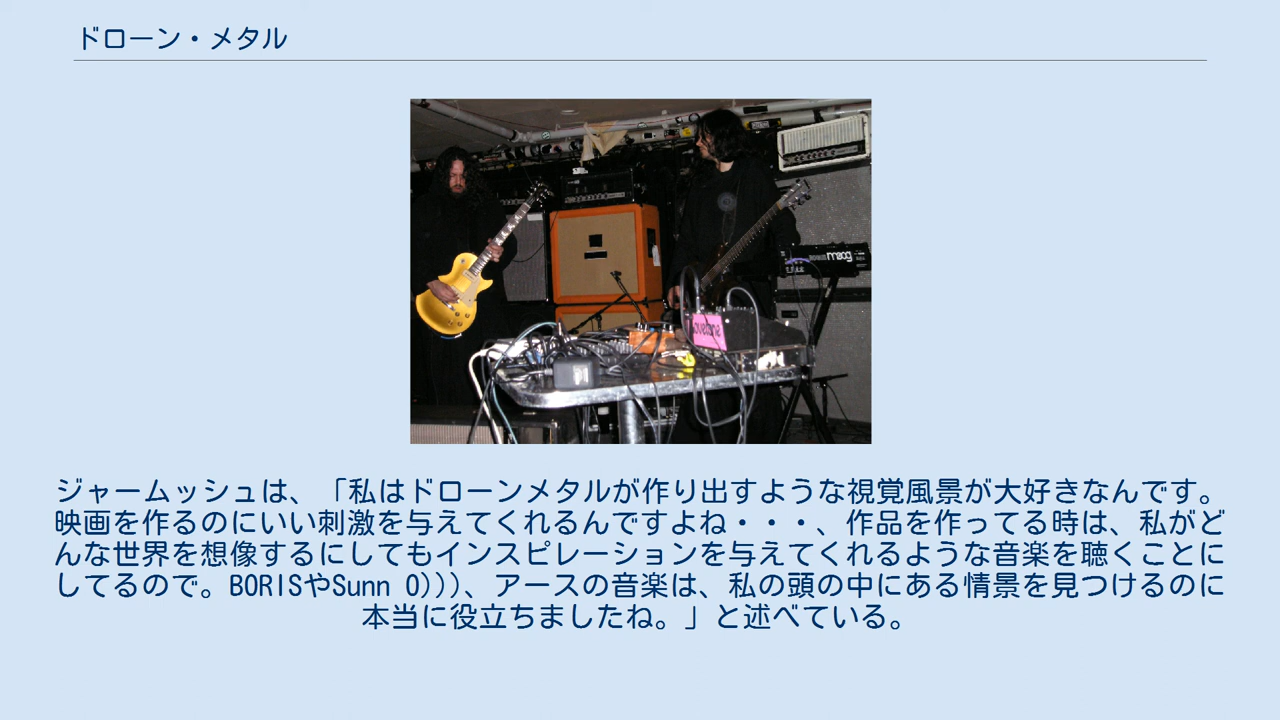 ドローン・メタル
moog
ジャームッシュは、「私はドローンメタルが作り出すような視覚風景が大好きなんです。
映画を作るのにいい刺激を与えてくれるんですよね・・・、作品を作ってる時は、私がど
んな世界を想像するにしてもインスピレーションを与えてくれるような音楽を聴くことに
してるので。BORISやSunn O)))、アースの音楽は、私の頭の中にある情景を見つけるのに
本当に役立ちましたね。」と述べている。